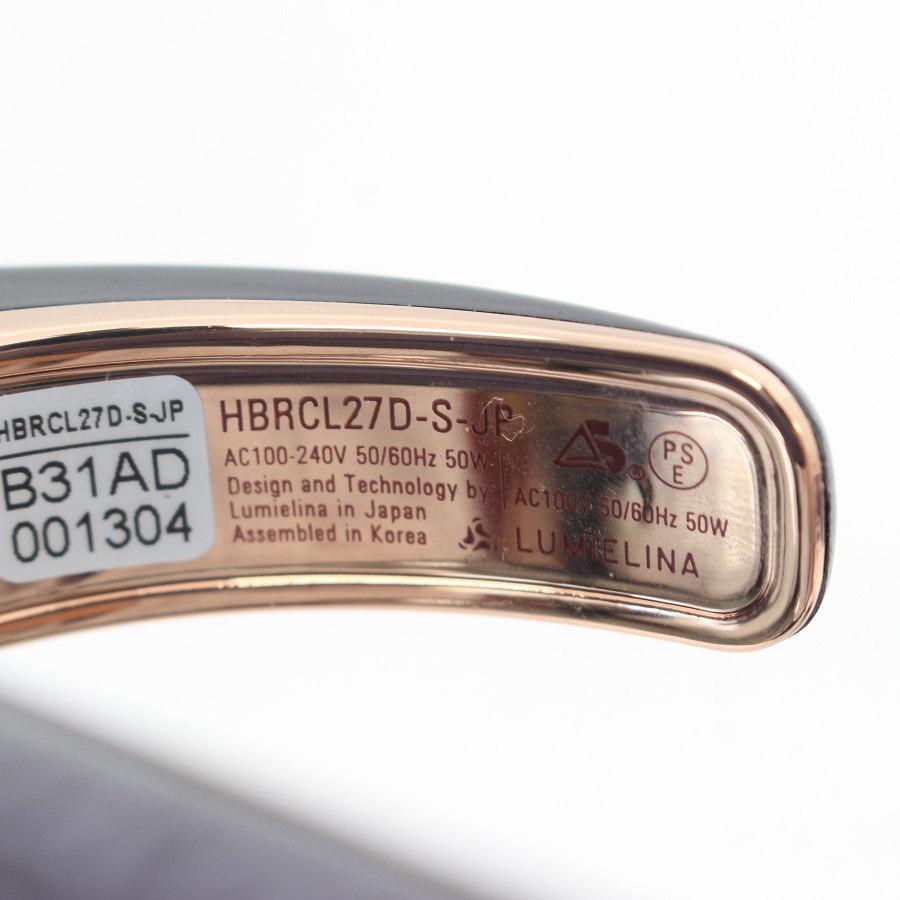 HBRCL27D-S-JP
B31AD
001304
HBRCL27D-S-JP
AC100-240V 50/60Hz 50W
Design and Technology by
Lumielina in Japan
Assembled in Korea
PS
E
AC100V 50/60Hz 50W
LUMIELINA